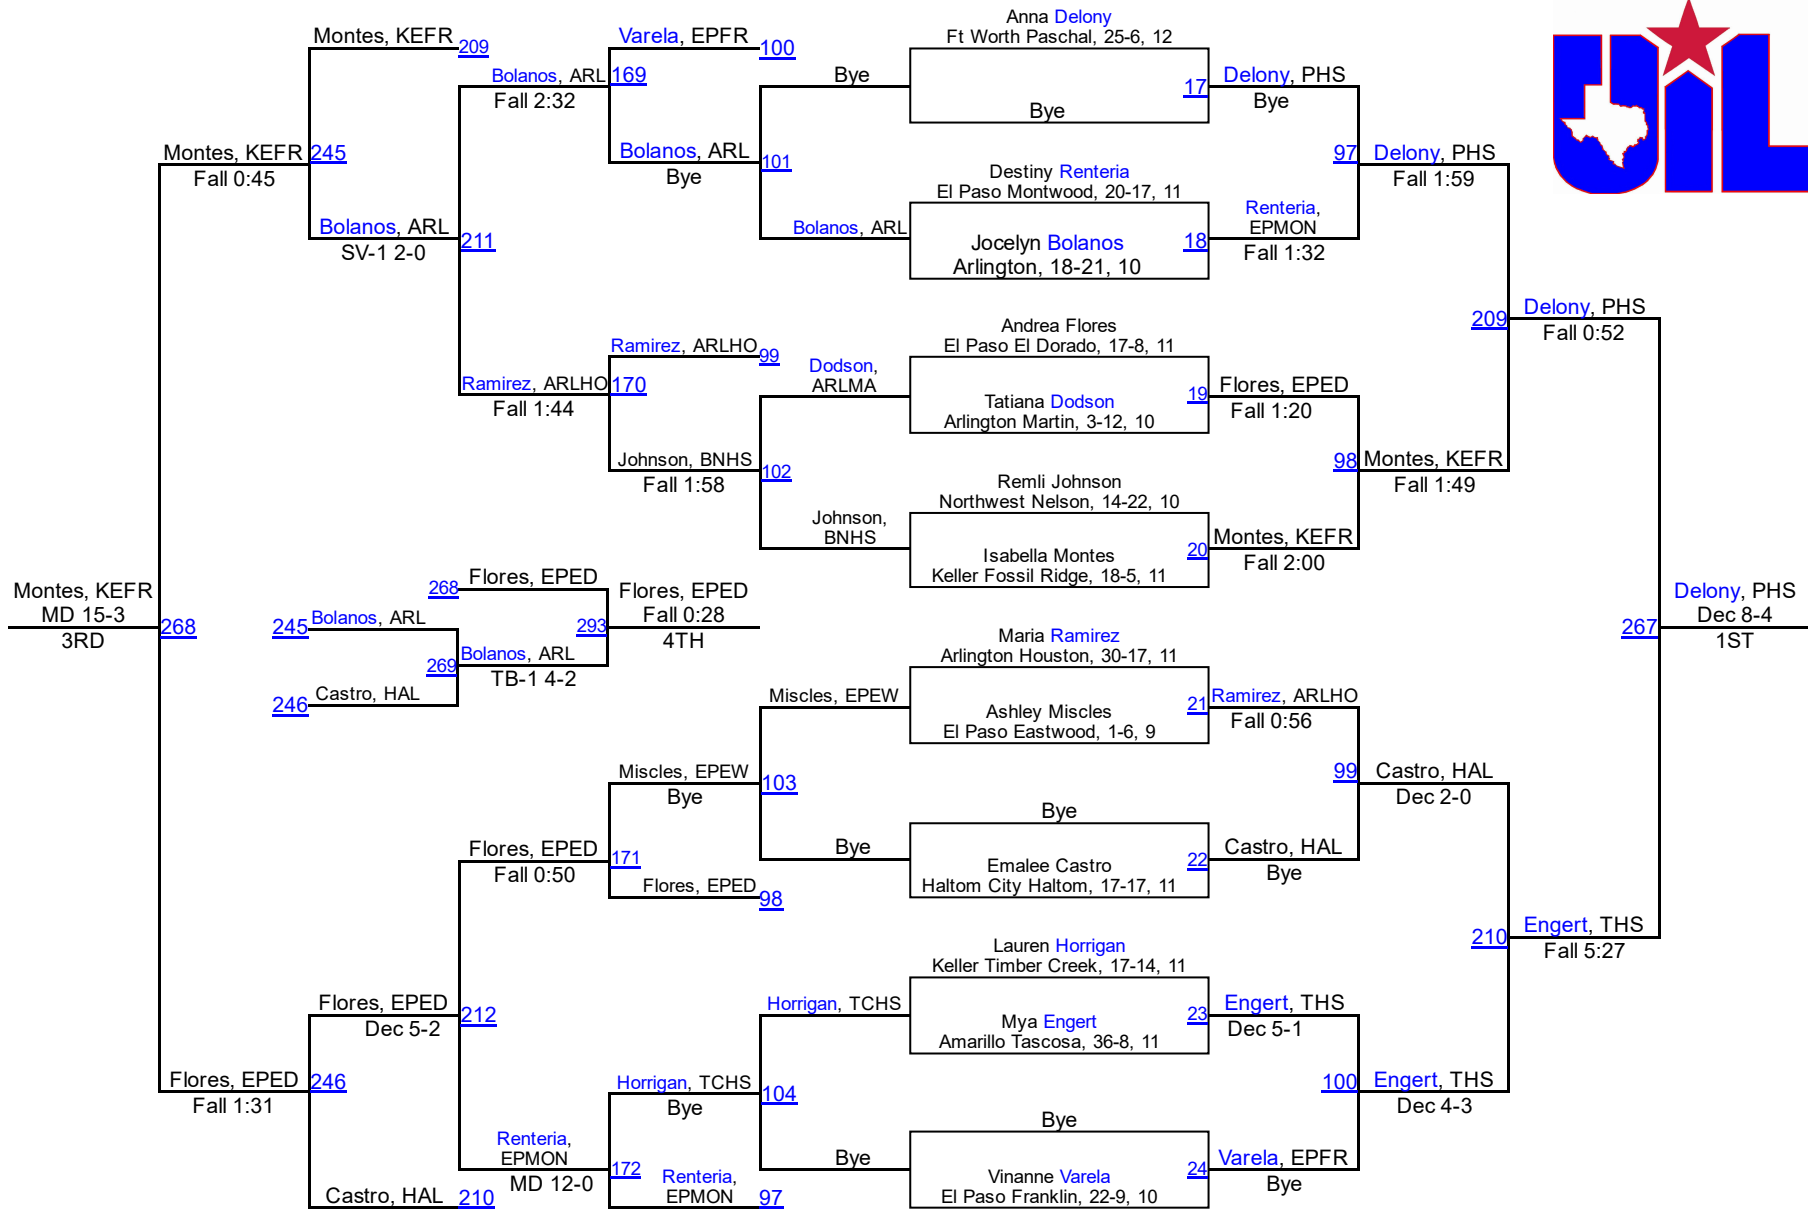 Montes, KEFR
209
Bolanos, ARL
Fall 2:32
Varela, EPFR
100
169
Bye
Anna Delony
Ft Worth Paschal, 25-6, 12
Bye
17
Delony, PHS
Bye
UIL
Montes, KEFR
Fall 0:45
245
Bolanos, ARL
Bye
101
Destiny Renteria
El Paso Montwood, 20-17, 11
97
Delony, PHS
Fall 1:59
Bolanos, ARL
SV-1 2-0
211
Bolanos, ARL
Jocelyn Bolanos
Arlington, 18-21, 10
18
Renteria,
EPMON
Fall 1:32
209
Delony, PHS
Fall 0:52
Ramirez, ARLHO
99
Ramirez, ARLHO
Fall 1:44
170
Dodson,
ARLMA
Andrea Flores
El Paso El Dorado, 17-8, 11
Tatiana Dodson
Arlington Martin, 3-12, 10
19
Flores, EPED
Fall 1:20
Johnson, BNHS
Fall 1:58
102
Remli Johnson
Northwest Nelson, 14-22, 10
98
Montes, KEFR
Fall 1:49
Johnson,
BNHS
Isabella Montes
Keller Fossil Ridge, 18-5, 11
20
Montes, KEFR
Fall 2:00
Montes, KEFR
MD 15-3
3RD
268
268
Flores, EPED
245
Bolanos, ARL
269
Bolanos, ARL
TB-1 4-2
246
Castro, HAL
293
Flores, EPED
Fall 0:28
4TH
267
Delony, PHS
Dec 8-4
1ST
Miscles, EPEW
Maria Ramirez
Arlington Houston, 30-17, 11
Ashley Miscles
El Paso Eastwood, 1-6, 9
21
Ramirez, ARLHO
Fall 0:56
Miscles, EPEW
Bye
103
99
Castro, HAL
Dec 2-0
Flores, EPED
Fall 0:50
171
Flores, EPED
98
Bye
Bye
Emalee Castro
Haltom City Haltom, 17-17, 11
22
Castro, HAL
Bye
210
Engert, THS
Fall 5:27
Flores, EPED
Dec 5-2
212
Horrigan, TCHS
Lauren Horrigan
Keller Timber Creek, 17-14, 11
Mya Engert
Amarillo Tascosa, 36-8, 11
23
Engert, THS
Dec 5-1
Flores, EPED
Fall 1:31
246
Horrigan, TCHS
Bye
104
100
Engert, THS
Dec 4-3
Renteria,
EPMON
MD 12-0
172
Castro, HAL
210
Renteria,
EPMON
97
Bye
Bye
Vinanne Varela
El Paso Franklin, 22-9, 10
24
Varela, EPFR
Bye